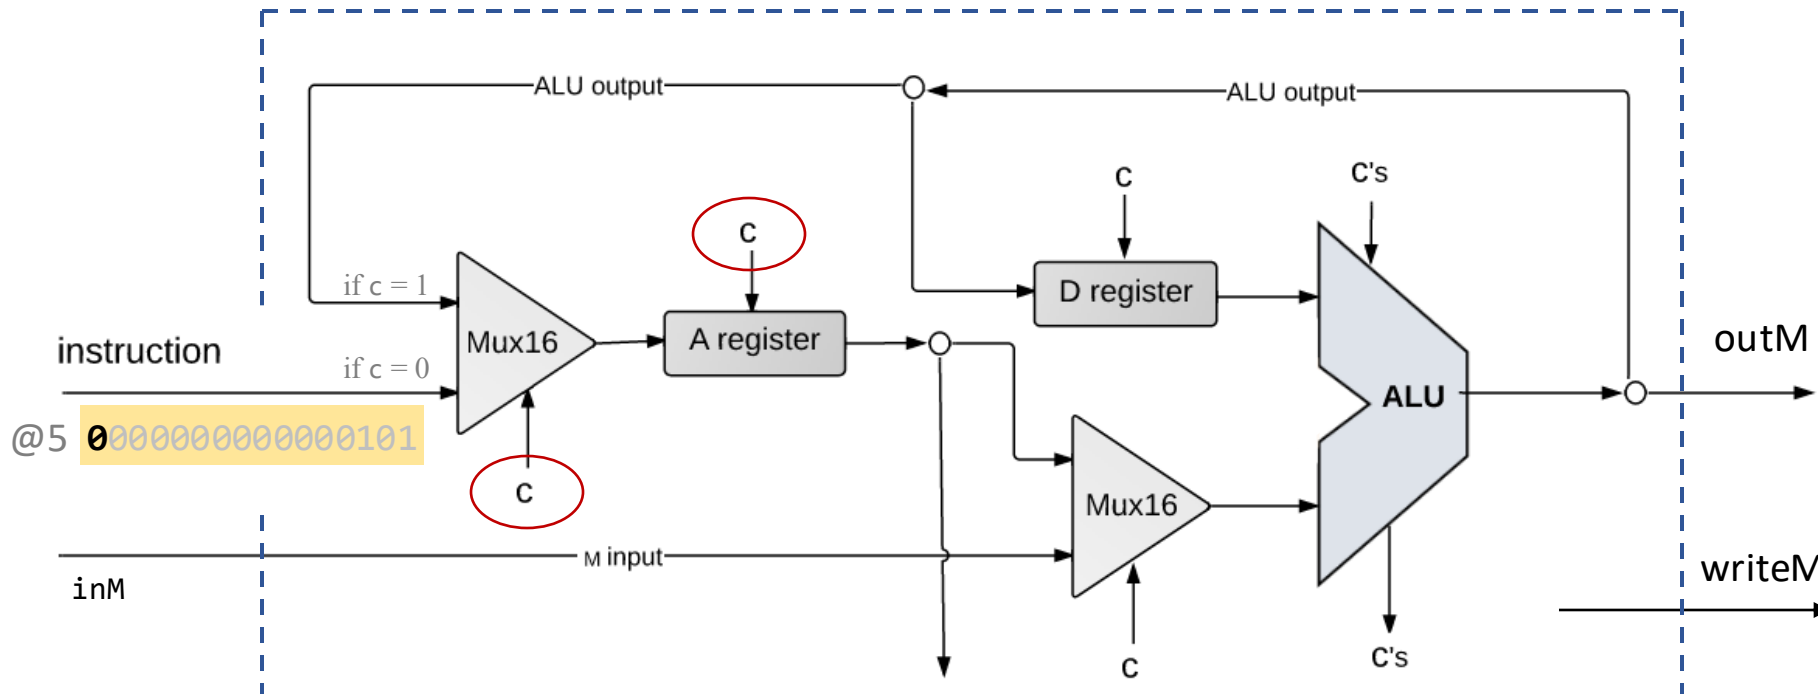 ALU output
ALU output
c
c's
c
if c = 1
D register
instruction
if c = 0
Mux16
A register
outM
ALU
@5 0000000000000101
c
Mux16
M input
writeM
inM
c
c's